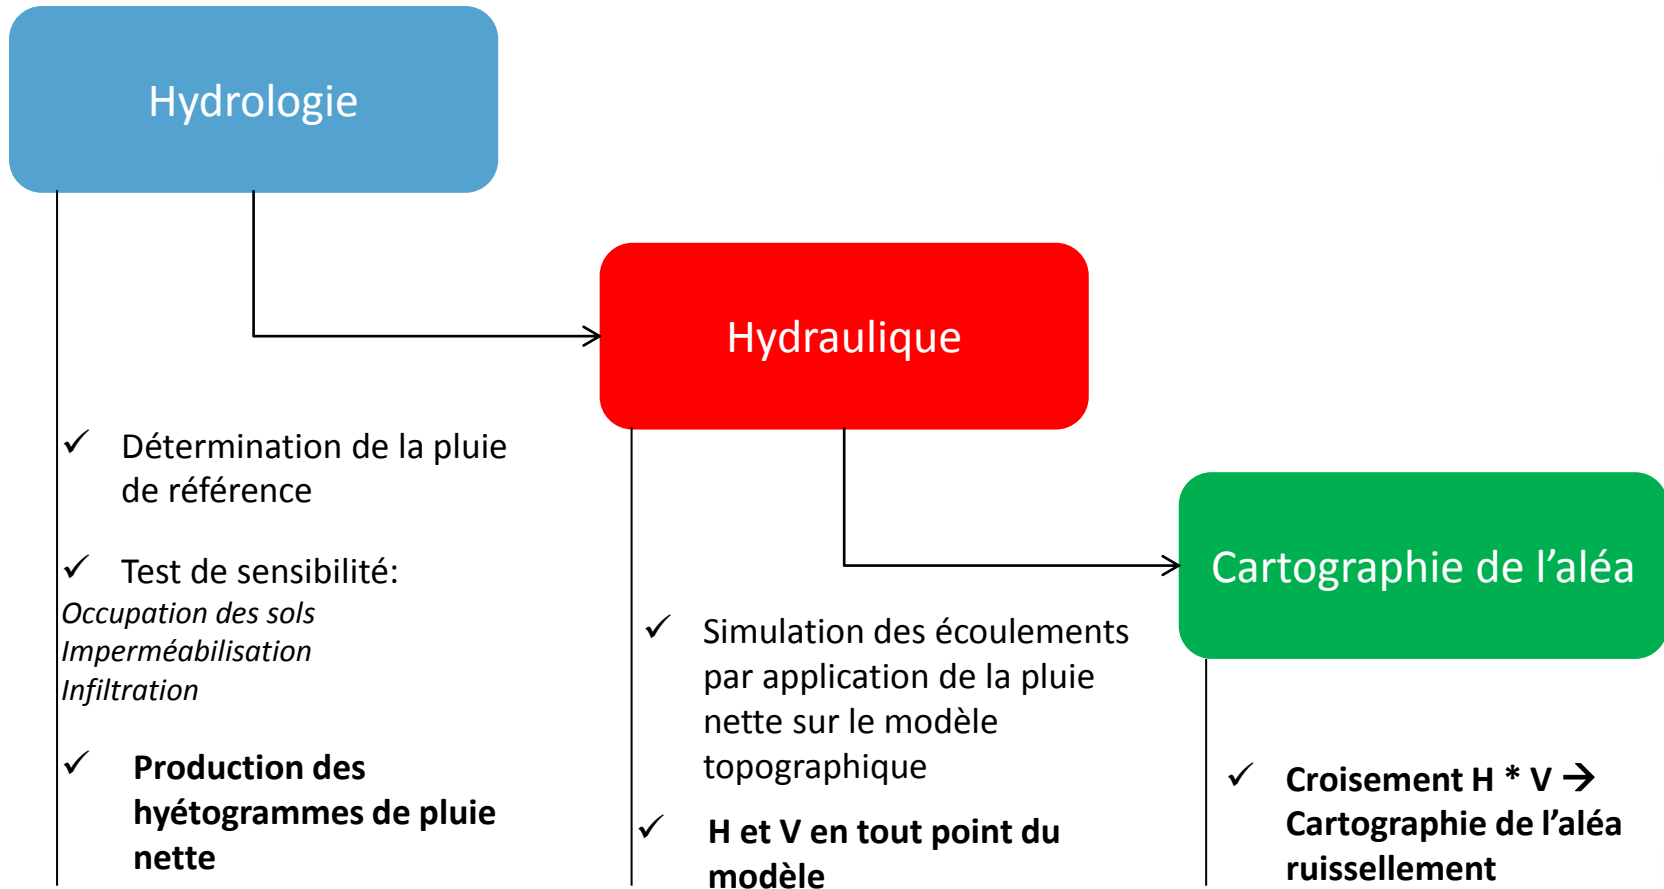 Hydrologie
✓ Détermination de la pluie
de référence
✓ Test de sensibilité:
Occupation des sols
Imperméabilisation
Infiltration
✓ Production des
hyétogrammes de pluie
nette
Hydraulique
✓ Simulation des écoulements
par application de la pluie
nette sur le modèle
topographique
✓ H et V en tout point du
modèle
Cartographie de l’aléa
✓ Croisement H * V →
Cartographie de l’aléa
ruissellement